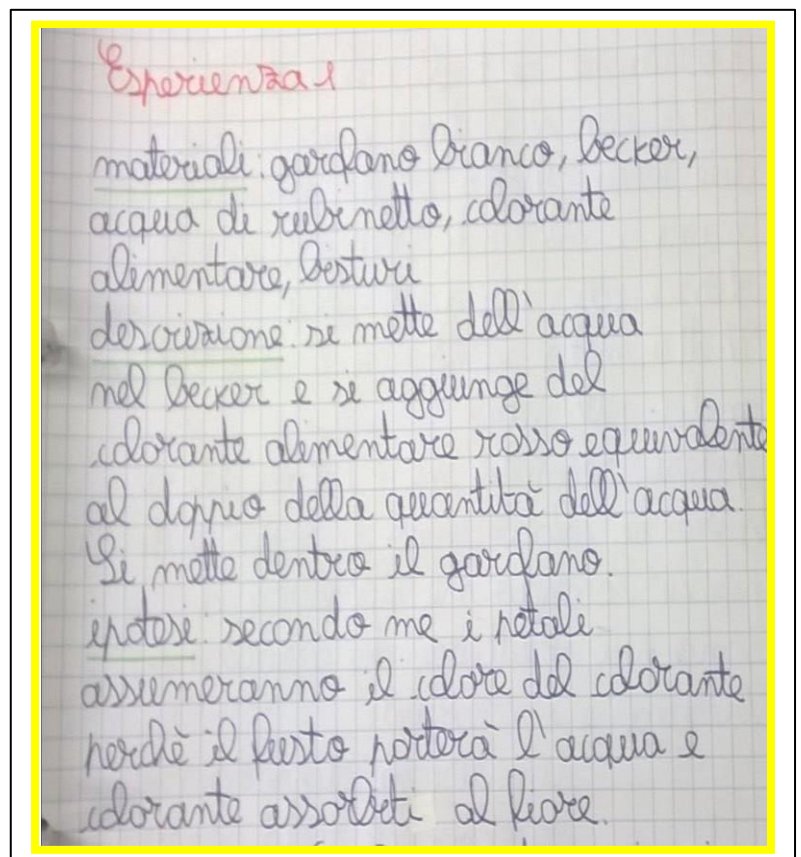 Esperienza 1
materiali: garofano bianco, becker,
acqua di rubinetto, colorante
alimentare, bisturi
descrizione: si mette dell'acqua
nel becker e si aggiunge del
colorante alimentare rosso equivalente
al doppio della quantità dell'acqua.
Si mette dentro il garofano.
ipotesi: secondo me i petali
assumeranno il colore del colorante
perchè il fusto porterà l'acqua e
colorante assorbiti al fiore.